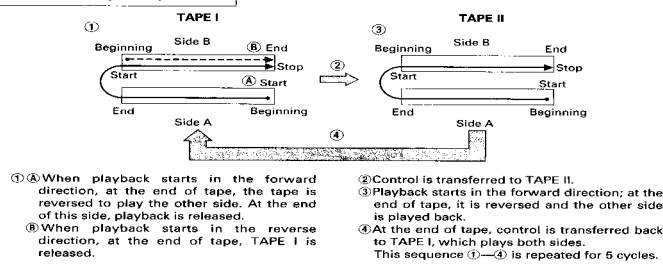 TAPE I
TAPE II
①
③
Beginning Side B Ⓑ End
Stop
Start
Ⓐ Start
End Beginning
Side A
②
Beginning Side B End
Stop
Start
Start
End Beginning
Side A
④
① Ⓐ When playback starts in the forward
direction, at the end of tape, the tape is
reversed to play the other side. At the end
of this side, playback is released.
Ⓑ When playback starts in the reverse
direction, at the end of tape, TAPE I is
released.
② Control is transferred to TAPE II.
③ Playback starts in the forward direction; at the
end of tape, it is reversed and the other side
is played back.
④ At the end of tape, control is transferred back
to TAPE I, which plays both sides.
This sequence ①—④ is repeated for 5 cycles.